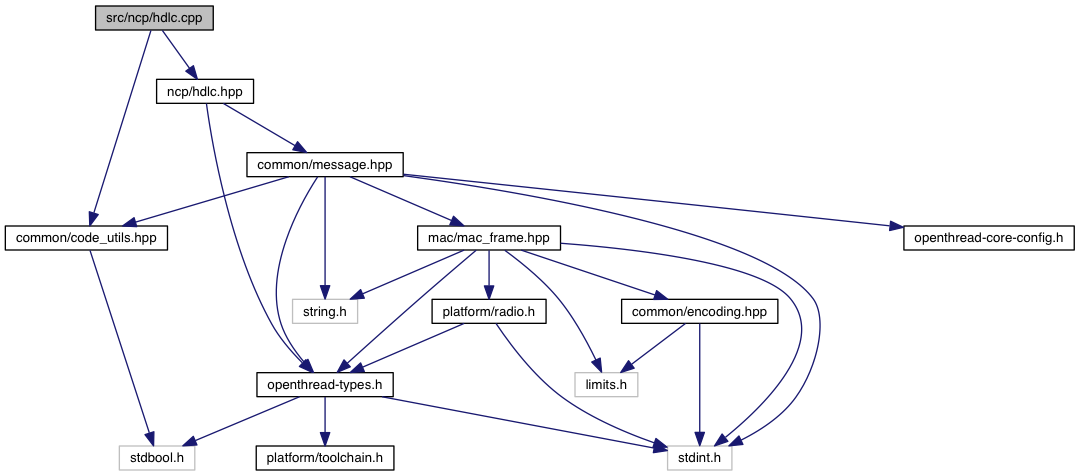 src/ncp/hdlc.cpp
ncp/hdlc.hpp
common/message.hpp
common/code_utils.hpp
mac/mac_frame.hpp
openthread-core-config.h
string.h
platform/radio.h
common/encoding.hpp
openthread-types.h
limits.h
stdbool.h
platform/toolchain.h
stdint.h